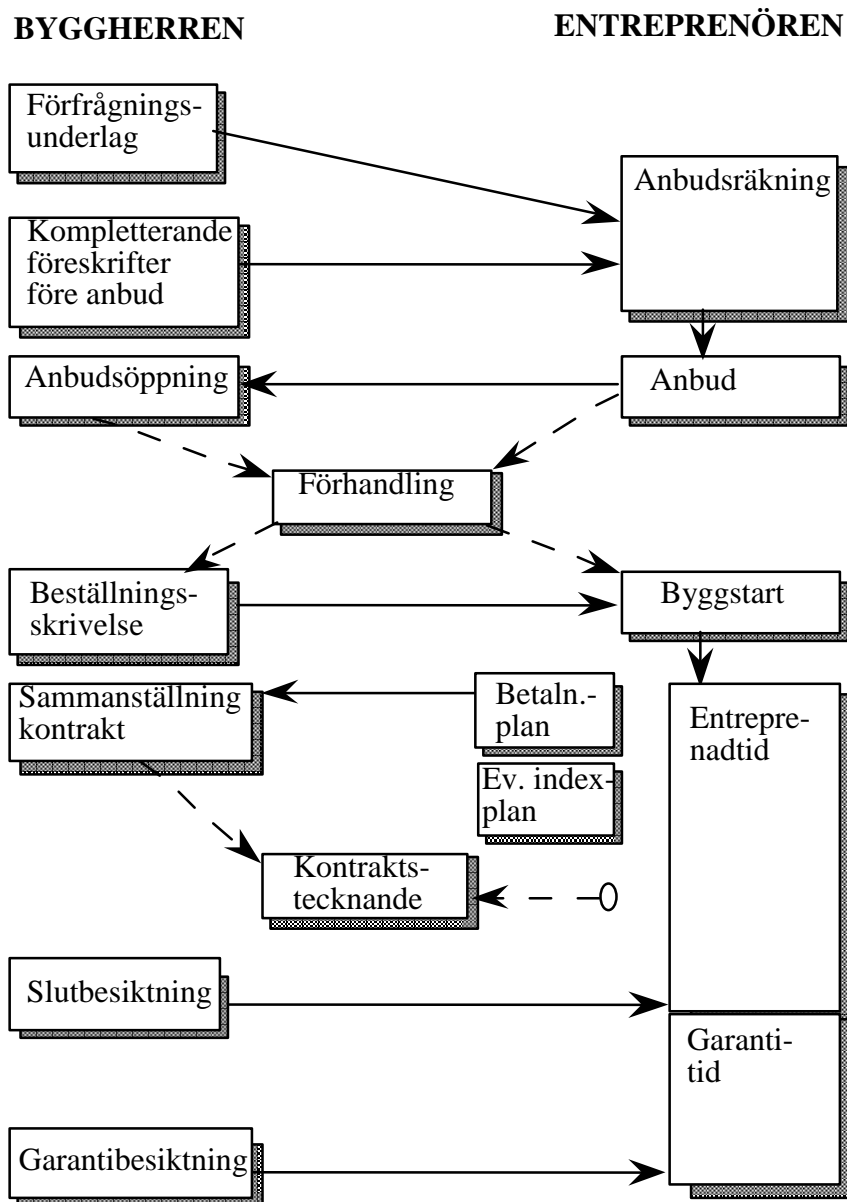 BYGGHERREN
ENTREPRENÖREN
Förfrågnings-
underlag
Anbudsräkning
Kompletterande
föreskrifter
före anbud
Anbudsöppning
Anbud
Förhandling
Beställnings-
skrivelse
Byggstart
Sammanställning
kontrakt
Betaln.-
plan
Entrepre-
nadtid
Ev. index-
plan
Kontrakts-
tecknande
Slutbesiktning
Garanti-
tid
Garantibesiktning